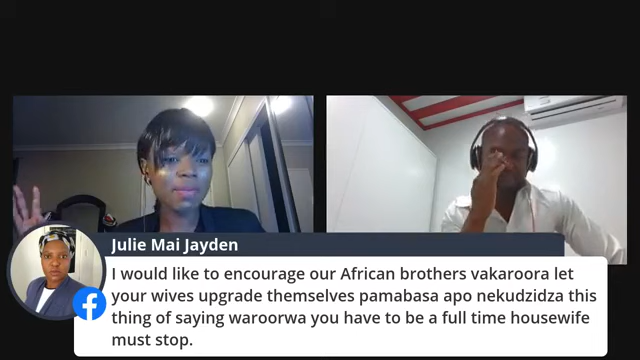 Julie Mai Jayden
I would like to encourage our African brothers vakaroora let
your wives upgrade themselves pamabasa apo nekudzidza this
thing of saying waroorwa you have to be a full time housewife
must stop.